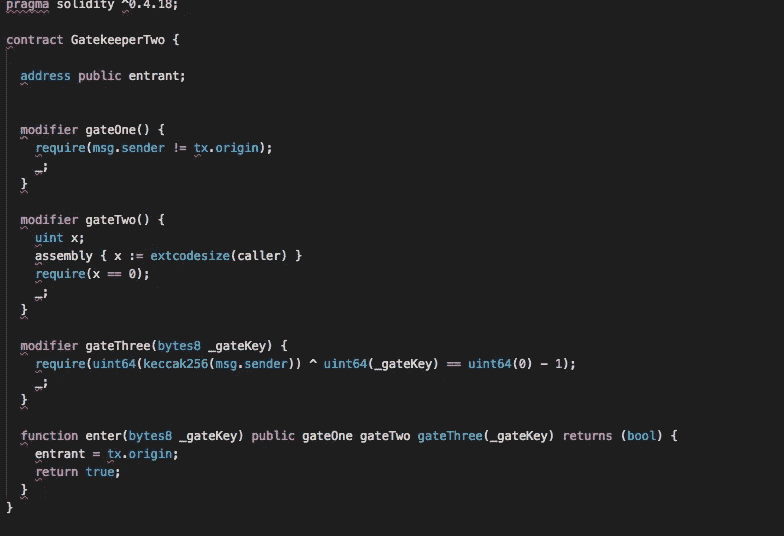 pragma solidity ^0.4.18;
contract GatekeeperTwo {
address public entrant;
modifier gateOne() {
require(msg.sender != tx.origin);
_;
}
modifier gateTwo() {
uint x;
assembly { x := extcodesize(caller) }
require(x == 0);
_;
}
modifier gateThree(bytes8 _gateKey) {
require(uint64(keccak256(msg.sender)) ^ uint64(_gateKey) == uint64(0) - 1);
_;
}
function enter(bytes8 _gateKey) public gateOne gateTwo gateThree(_gateKey) returns (bool) {
entrant = tx.origin;
return true;
}
}